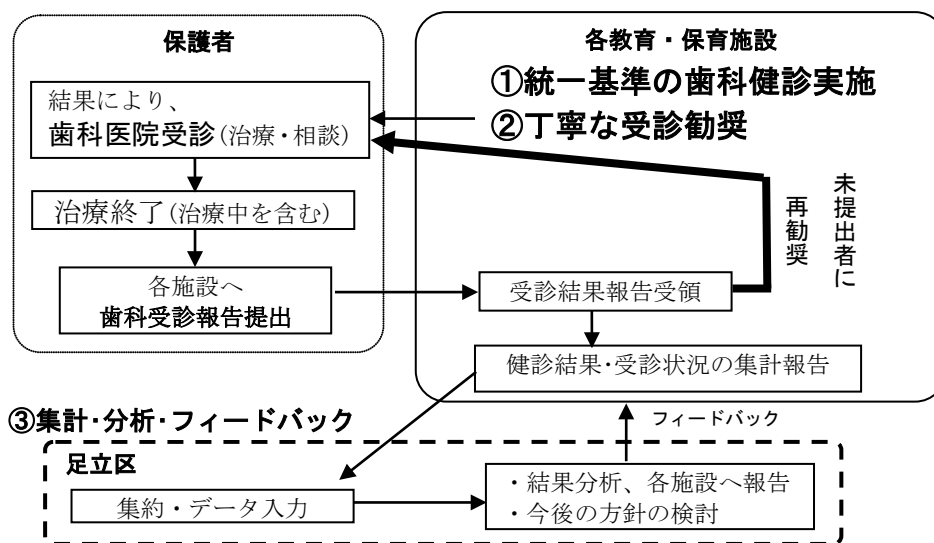 保護者
結果により、
歯科医院受診(治療・相談)
治療終了(治療中を含む)
各施設へ
歯科受診報告提出
各教育・保育施設
①統一基準の歯科健診実施
②丁寧な受診勧奨
未提出者に
再勧奨
受診結果報告受領
健診結果・受診状況の集計報告
③集計・分析・フィードバック
フィードバック
足立区
集約・データ入力
・結果分析、各施設へ報告
・今後の方針の検討